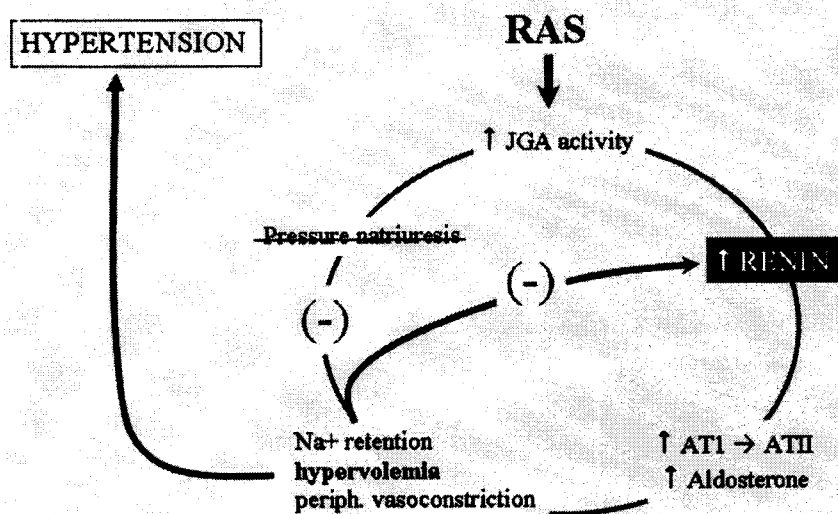 HYPERTENSION
RAS
↑ JGA activity
Pressure natriuresis
↑ RENIN
(-)
(-)
Na+ retention
hypervolemia
periph. vasoconstriction
↑ AT1 → ATII
↑ Aldosterone